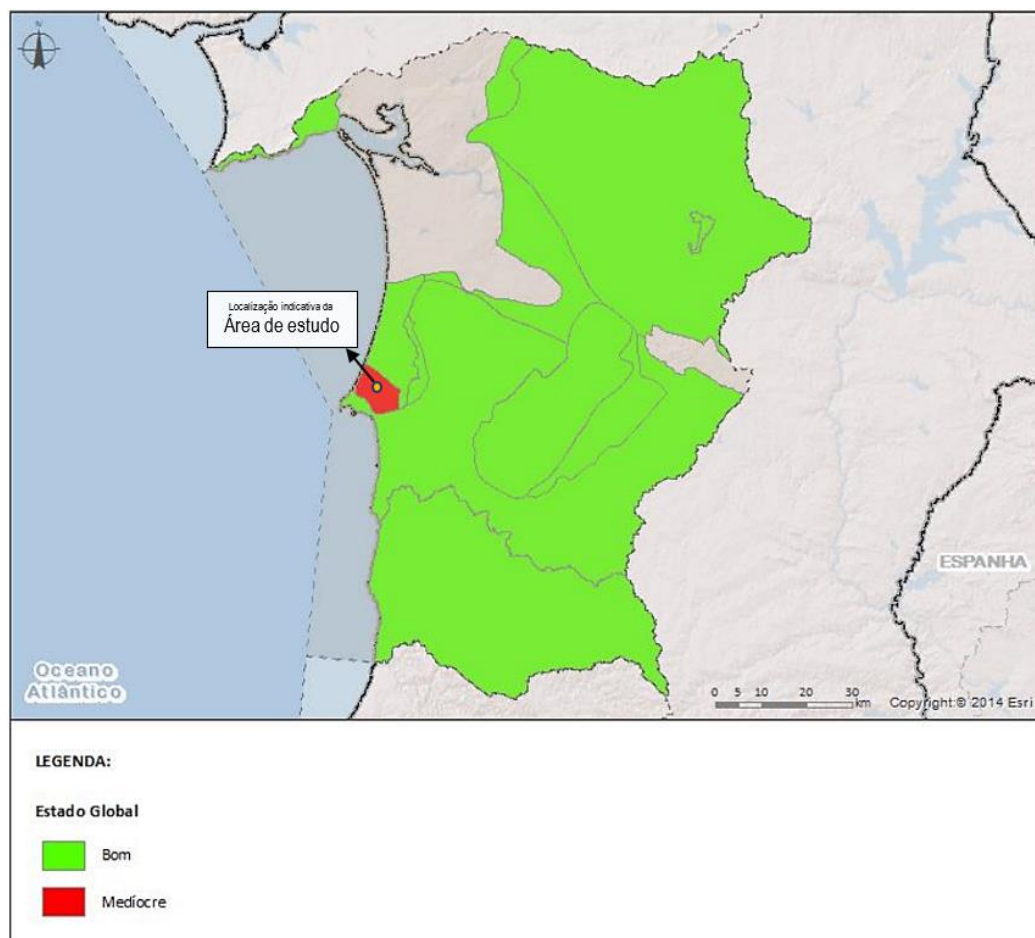 N
Localização indicativa da
Área de estudo
ESPANHA
Oceano
Atlântico
0 5 10 20 30
km
Copyright:© 2014 Esri
LEGENDA:
Estado Global
Bom
Medíocre